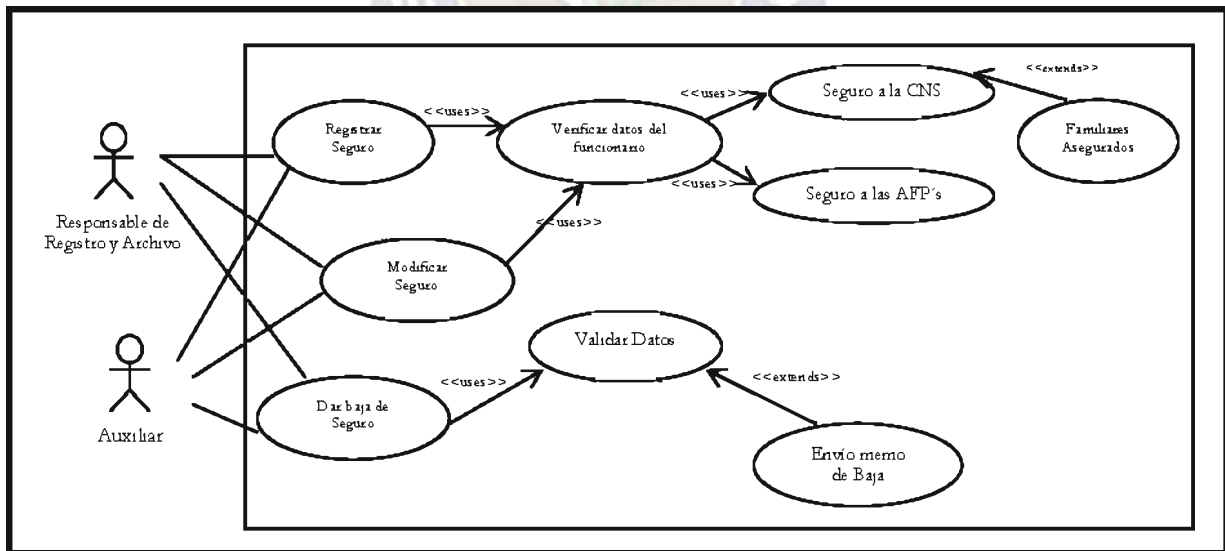 Responsable de
Registro y Archivo
Auxiliar
Registrar
Seguro
<<uses>>
Verificar datos del
funcionario
<<uses>>
Seguro a la CNS
<<extends>>
Familiares
Asegurados
<<uses>>
Seguro a las AFP´s
<<uses>>
Modificar
Seguro
Validar Datos
<<uses>>
<<extends>>
Dar baja de
Seguro
Envío memo
de Baja